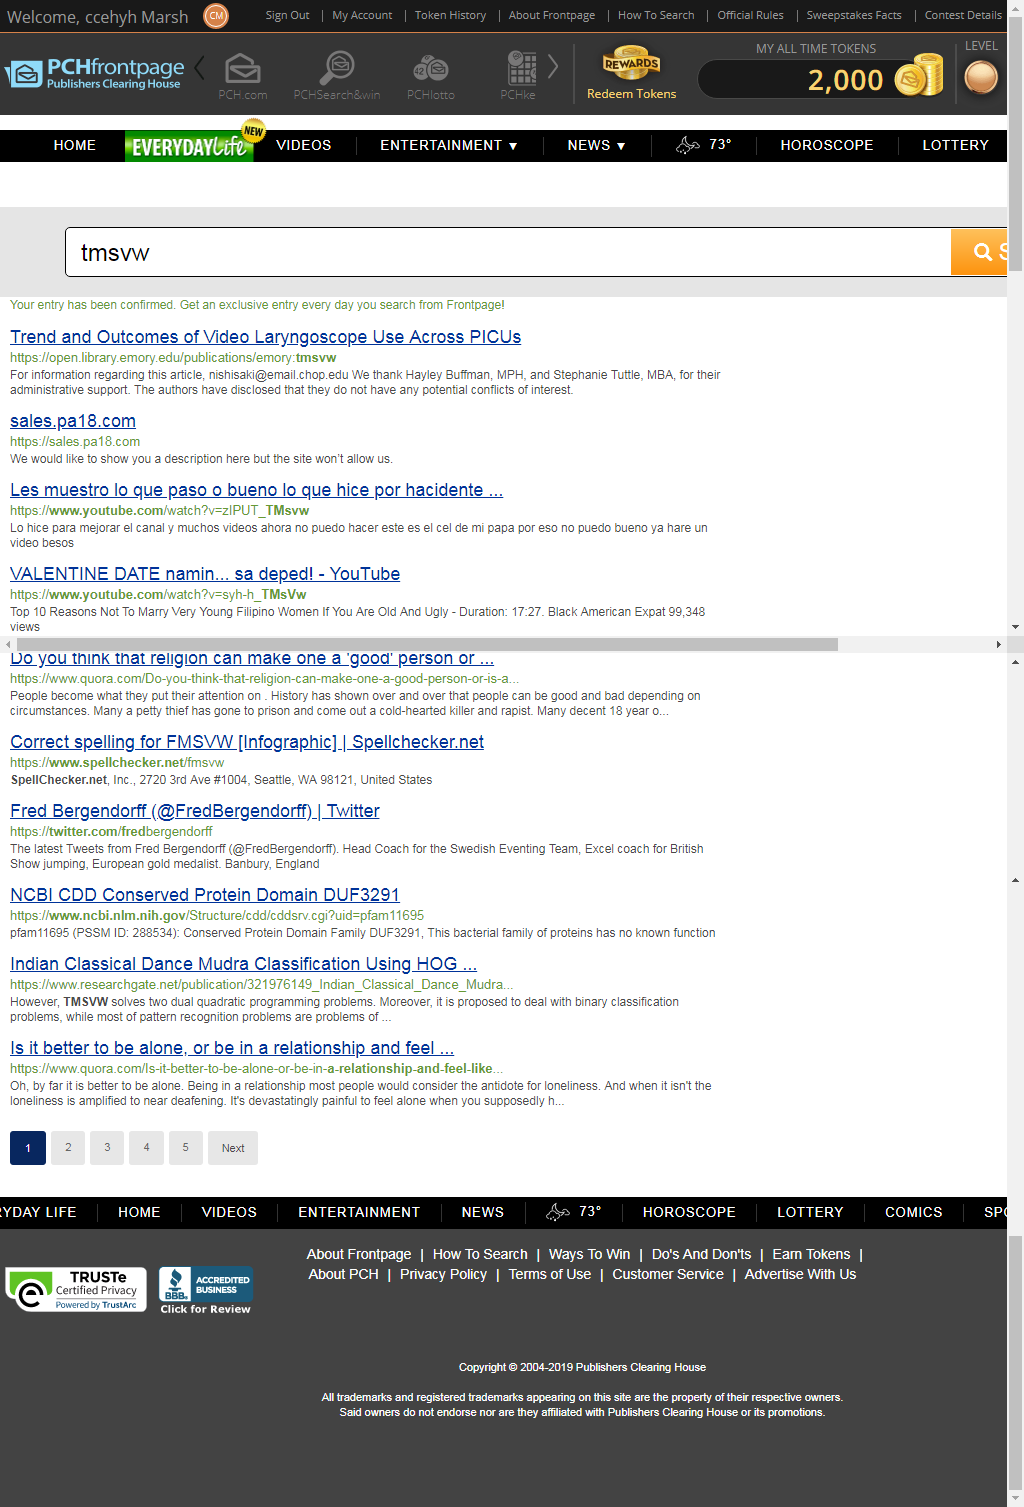 Welcome, ccehyh Marsh CM Sign Out | My Account | Token History | About Frontpage | How To Search | Official Rules | Sweepstakes Facts | Contest Details
PCHfrontpage
Publishers Clearing House
PCH.com PCHSearch&win 42 PCHlotto PCHke
REWARDS
Redeem Tokens
MY ALL TIME TOKENS
2,000
LEVEL
HOME EVERYDAY Life NEW VIDEOS ENTERTAINMENT ▼ NEWS ▼ 73° HOROSCOPE LOTTERY
tmsvw S
Your entry has been confirmed. Get an exclusive entry every day you search from Frontpage!
Trend and Outcomes of Video Laryngoscope Use Across PICUs
https://open.library.emory.edu/publications/emory:tmsvw
For information regarding this article, nishisaki@email.chop.edu We thank Hayley Buffman, MPH, and Stephanie Tuttle, MBA, for their
administrative support. The authors have disclosed that they do not have any potential conflicts of interest.
sales.pa18.com
https://sales.pa18.com
We would like to show you a description here but the site won't allow us.
Les muestro lo que paso o bueno lo que hice por hacidente ...
https://www.youtube.com/watch?v=zIPUT_TMsvw
Lo hice para mejorar el canal y muchos videos ahora no puedo hacer este es el cel de mi papa por eso no puedo bueno ya hare un
video besos
VALENTINE DATE namin... sa deped! - YouTube
https://www.youtube.com/watch?v=syh-h_TMsVw
Top 10 Reasons Not To Marry Very Young Filipino Women If You Are Old And Ugly - Duration: 17:27. Black American Expat 99,348
views
Do you think that religion can make one a 'good' person or ...
https://www.quora.com/Do-you-think-that-religion-can-make-one-a-good-person-or-is-a...
People become what they put their attention on . History has shown over and over that people can be good and bad depending on
circumstances. Many a petty thief has gone to prison and come out a cold-hearted killer and rapist. Many decent 18 year o...
Correct spelling for FMSVW [Infographic] | Spellchecker.net
https://www.spellchecker.net/fmsvw
SpellChecker.net, Inc., 2720 3rd Ave #1004, Seattle, WA 98121, United States
Fred Bergendorff (@FredBergendorff) | Twitter
https://twitter.com/fredbergendorff
The latest Tweets from Fred Bergendorff (@FredBergendorff). Head Coach for the Swedish Eventing Team, Excel coach for British
Show jumping, European gold medalist. Banbury, England
NCBI CDD Conserved Protein Domain DUF3291
https://www.ncbi.nlm.nih.gov/Structure/cdd/cddsrv.cgi?uid=pfam11695
pfam11695 (PSSM ID: 288534): Conserved Protein Domain Family DUF3291, This bacterial family of proteins has no known function
Indian Classical Dance Mudra Classification Using HOG ...
https://www.researchgate.net/publication/321976149_Indian_Classical_Dance_Mudra...
However, TMSVW solves two dual quadratic programming problems. Moreover, it is proposed to deal with binary classification
problems, while most of pattern recognition problems are problems of ...
Is it better to be alone, or be in a relationship and feel ...
https://www.quora.com/Is-it-better-to-be-alone-or-be-in-a-relationship-and-feel-like...
Oh, by far it is better to be alone. Being in a relationship most people would consider the antidote for loneliness. And when it isn't the
loneliness is amplified to near deafening. It's devastatingly painful to feel alone when you supposedly h...
1 2 3 4 5 Next
RYDAY LIFE HOME VIDEOS ENTERTAINMENT NEWS 73° HOROSCOPE LOTTERY COMICS SPO
About Frontpage | How To Search | Ways To Win | Do's And Don'ts | Earn Tokens |
About PCH | Privacy Policy | Terms of Use | Customer Service | Advertise With Us
TRUSTe
Certified Privacy
Powered by TrustArc
BBB. ACCREDITED
BUSINESS
Click for Review
Copyright © 2004-2019 Publishers Clearing House
All trademarks and registered trademarks appearing on this site are the property of their respective owners.
Said owners do not endorse nor are they affiliated with Publishers Clearing House or its promotions.